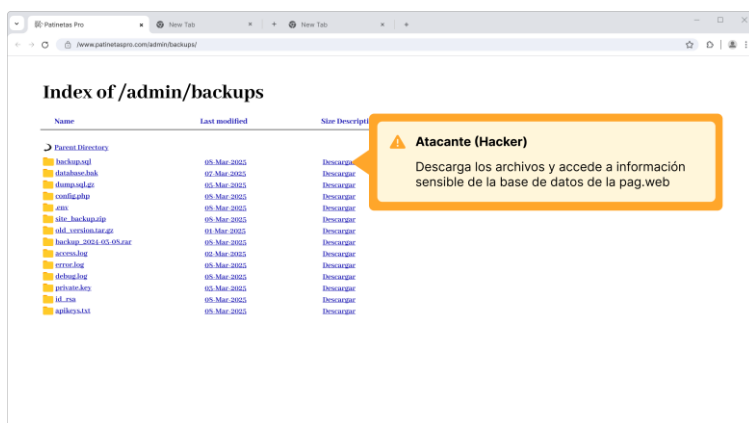 Patinetas Pro
New Tab
New Tab
/www.patinetaspro.com/admin/backups/
Index of /admin/backups
Name Last modified Size Descripti
Parent Directory
backup.sql 08-Mar-2025 Descargar
database.bak 07-Mar-2025 Descargar
dump.sql.gz 05-Mar-2025 Descargar
config.php 08-Mar-2025 Descargar
.env 08-Mar-2025 Descargar
site_backup.zip 08-Mar-2025 Descargar
old_version.tar.gz 01-Mar-2025 Descargar
backup_2024-03-08.rar 08-Mar-2025 Descargar
access.log 02-Mar-2025 Descargar
error.log 08-Mar-2025 Descargar
debug.log 08-Mar-2025 Descargar
private.key 03-Mar-2025 Descargar
id_rsa 08-Mar-2025 Descargar
apikeys.txt 08-Mar-2025 Descargar
Atacante (Hacker)
Descarga los archivos y accede a información
sensible de la base de datos de la pag.web